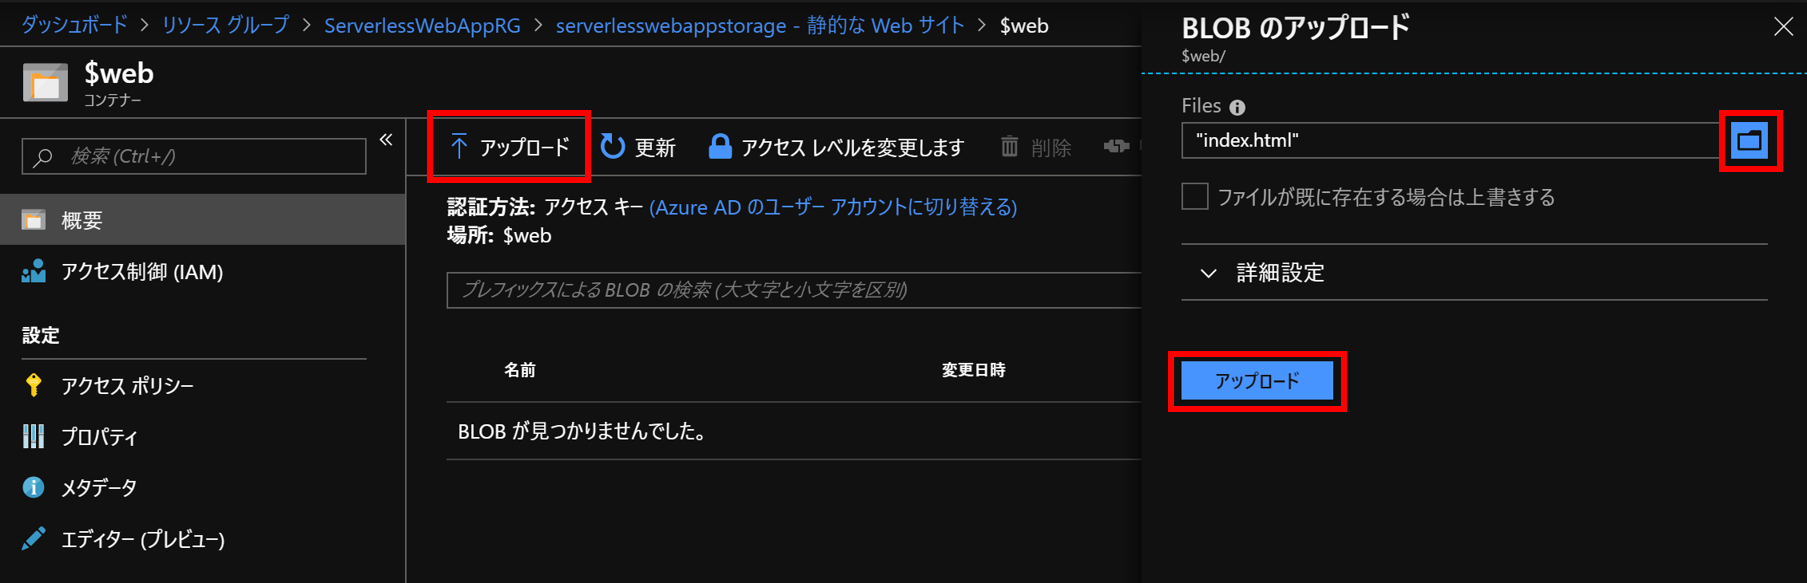 ダッシュボード > リソース グループ > ServerlessWebAppRG > serverlesswebappstorage - 静的な Web サイト > $web
$web
コンテナー
検索 (Ctrl+/)
概要
アクセス制御 (IAM)
設定
アクセス ポリシー
プロパティ
メタデータ
エディター (プレビュー)
アップロード 更新 アクセス レベルを変更します 削除
認証方法: アクセス キー (Azure AD のユーザー アカウントに切り替える)
場所: $web
プレフィックスによる BLOB の検索 (大文字と小文字を区別)
名前 変更日時
BLOB が見つかりませんでした。
BLOB のアップロード
$web/
Files
"index.html"
ファイルが既に存在する場合は上書きする
詳細設定
アップロード